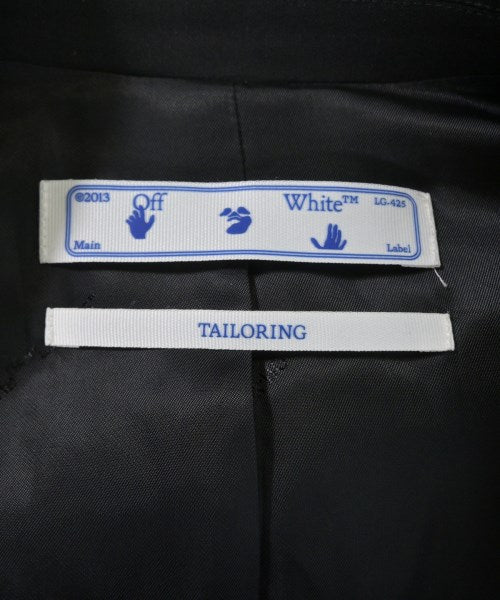 ©2013 Off White™ LG-425
Main Label
TAILORING